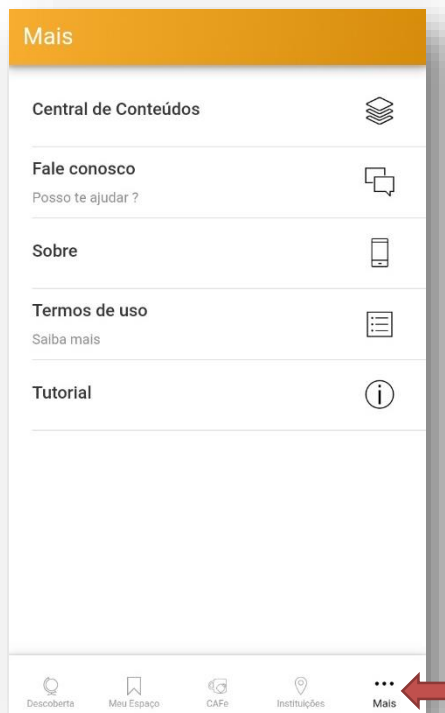 Mais
Central de Conteúdos
Fale conosco
Posso te ajudar ?
Sobre
Termos de uso
Saiba mais
Tutorial
Descoberta Meu Espaço CAFe Instituições Mais